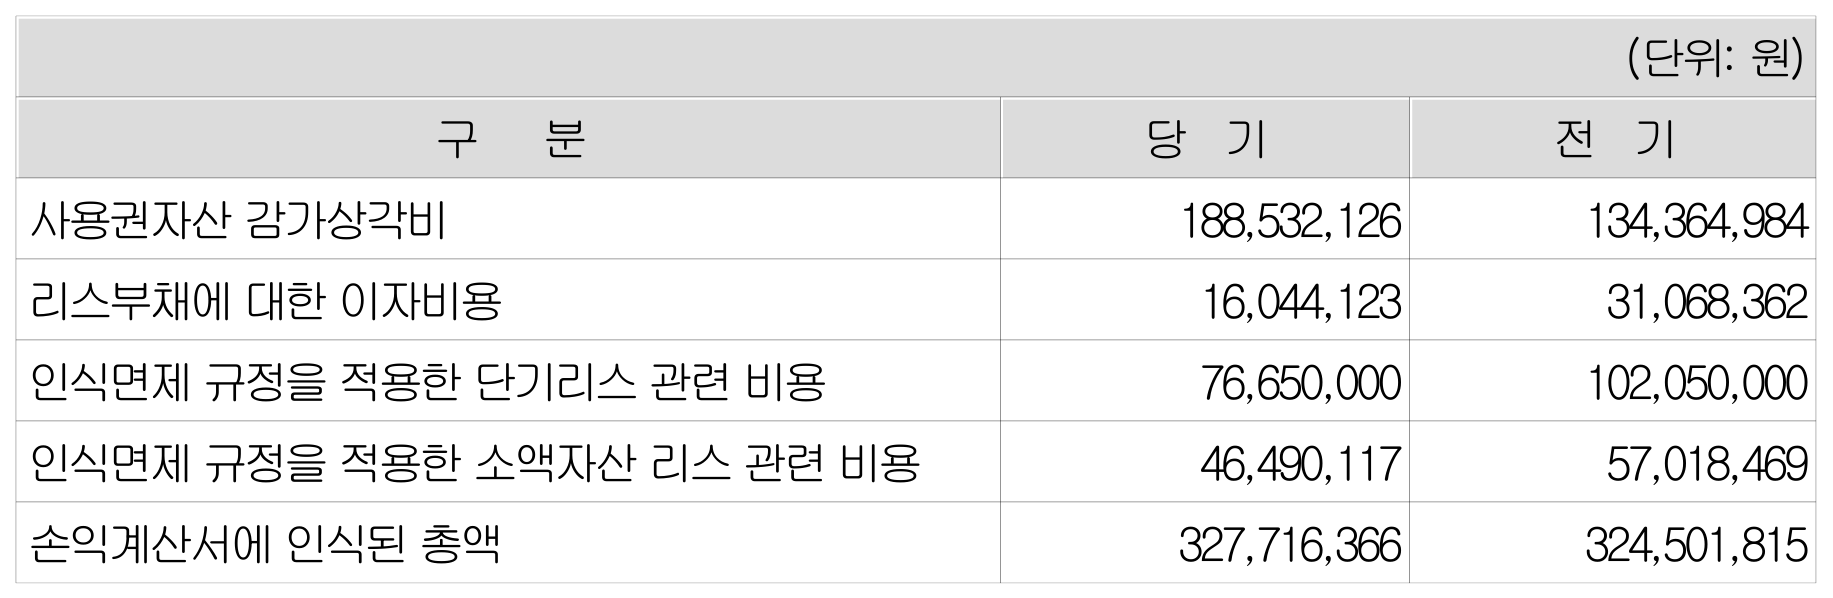 (단위: 원)
구 분 당 기 전 기
사용권자산 감가상각비 188,532,126 134,364,984
리스부채에 대한 이자비용 16,044,123 31,068,362
인식면제 규정을 적용한 단기리스 관련 비용 76,650,000 102,050,000
인식면제 규정을 적용한 소액자산 리스 관련 비용 46,490,117 57,018,469
손익계산서에 인식된 총액 327,716,366 324,501,815